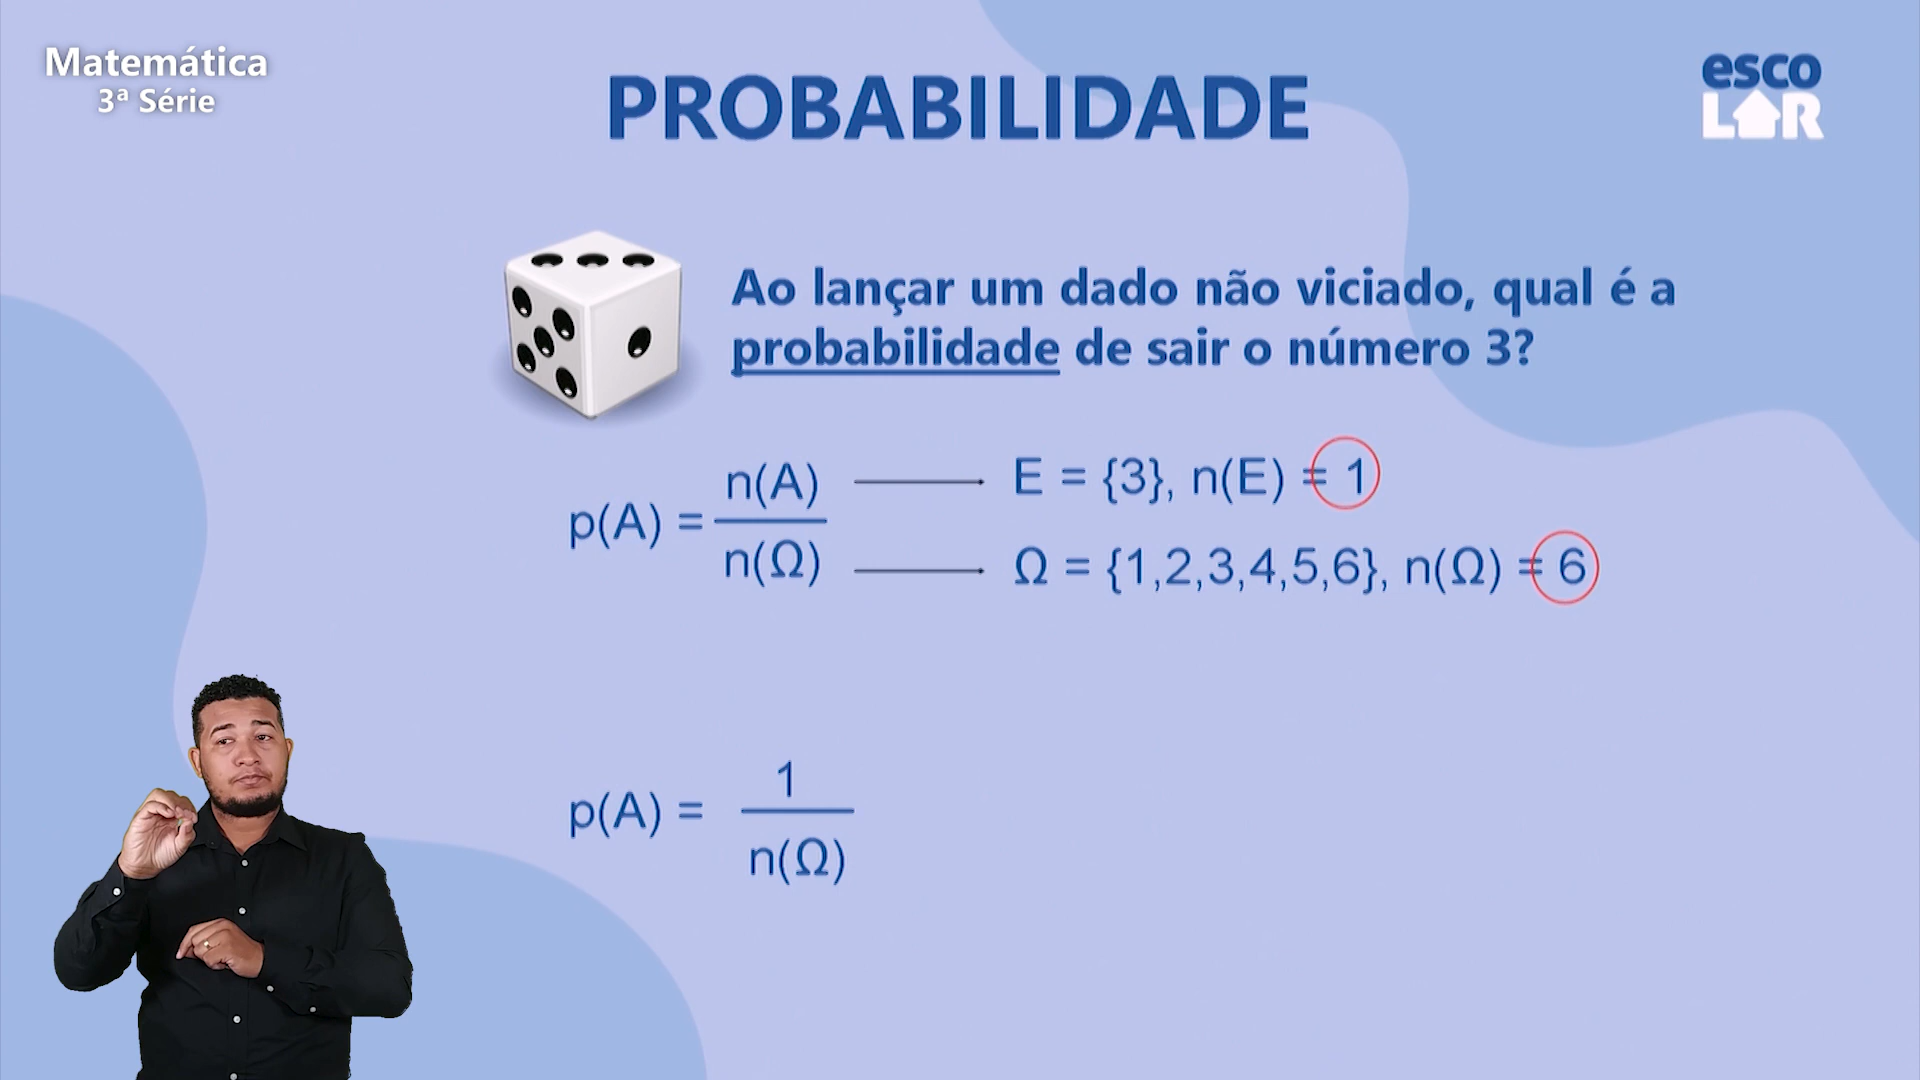 Matemática
3ª Série
PROBABILIDADE
esco
LAR
Ao lançar um dado não viciado, qual é a
probabilidade de sair o número 3?
p(A) = n(A) / n(Ω)
E = {3}, n(E) = 1
Ω = {1,2,3,4,5,6}, n(Ω) = 6
p(A) = 1 / n(Ω)